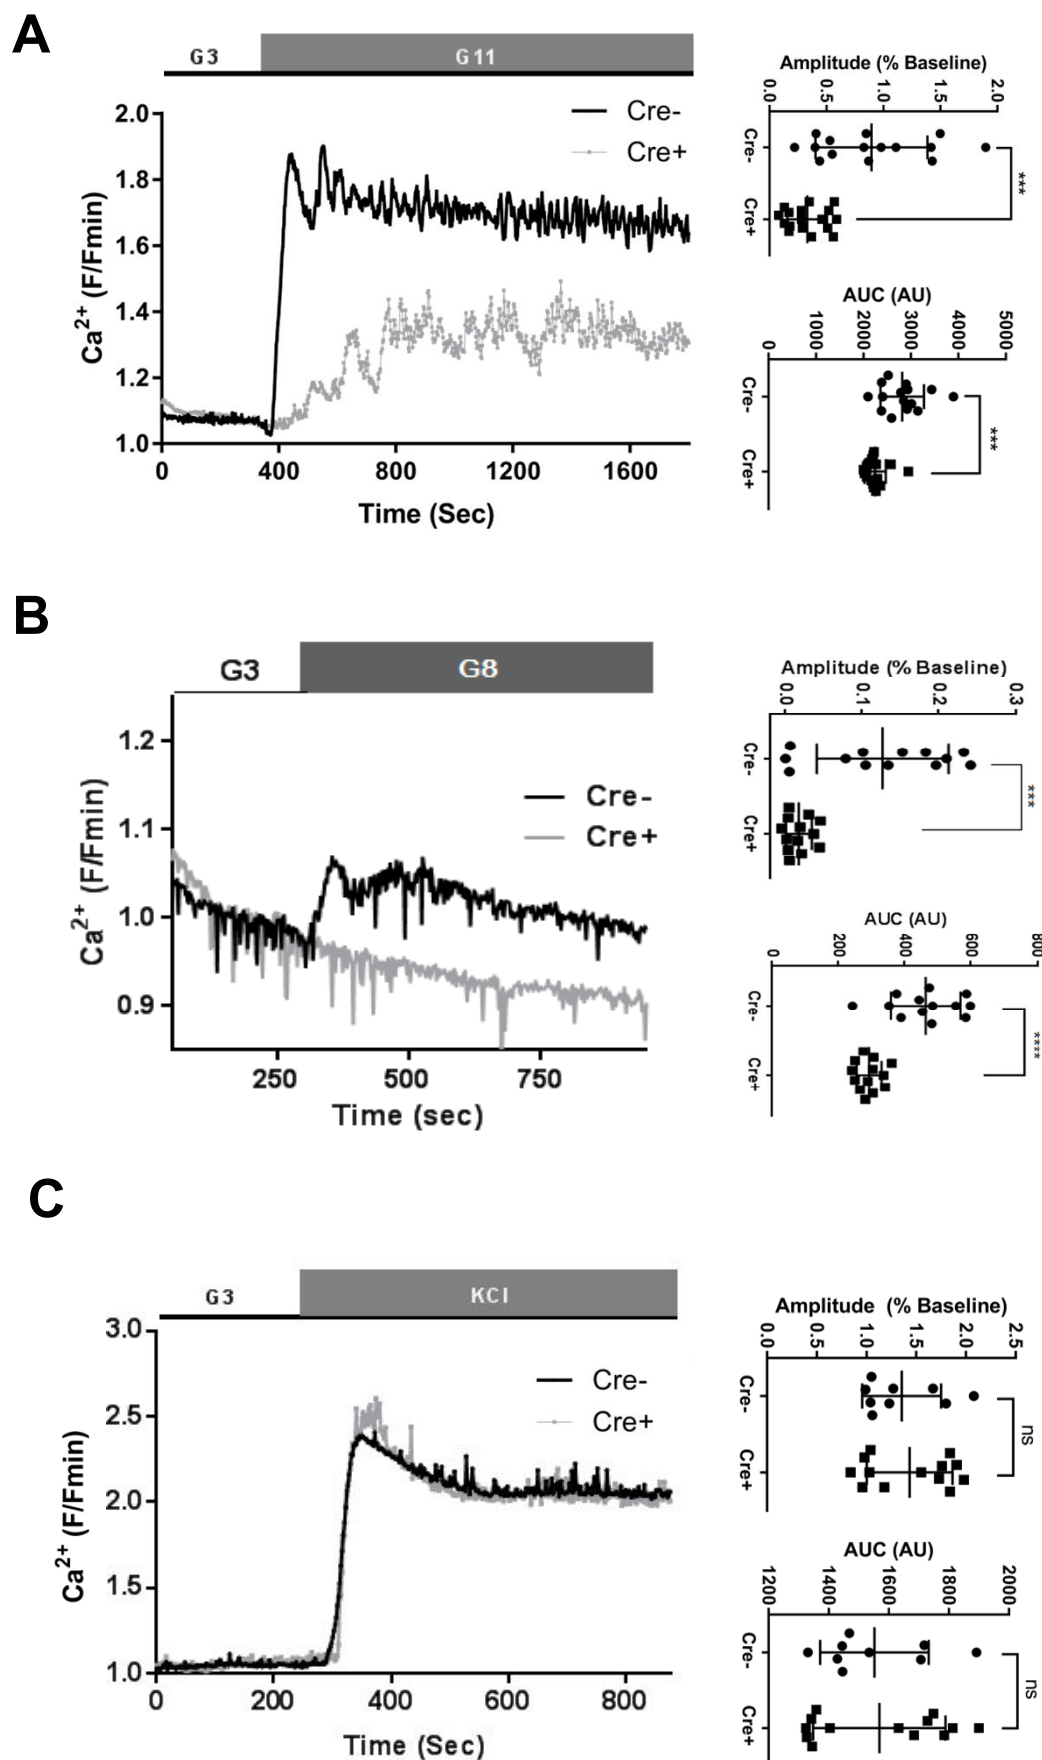 A
G3 G11
2.0
1.8
1.6
1.4
1.2
1.0
Ca2+ (F/Fmin)
Cre-
Cre+
0 400 800 1200 1600
Time (Sec)
Amplitude (% Baseline)
0.0 0.5 1.0 1.5 2.0
Cre-
Cre+
***
AUC (AU)
0 1000 2000 3000 4000 5000
Cre-
Cre+
***
B
G3 G8
1.2
1.1
1.0
0.9
Ca2+ (F/Fmin)
Cre-
Cre+
250 500 750
Time (sec)
Amplitude (% Baseline)
0.0 0.1 0.2 0.3
Cre-
Cre+
***
AUC (AU)
0 200 400 600 800
Cre-
Cre+
****
C
G3 KCl
3.0
2.5
2.0
1.5
1.0
Ca2+ (F/Fmin)
Cre-
Cre+
0 200 400 600 800
Time (Sec)
Amplitude (% Baseline)
0.0 0.5 1.0 1.5 2.0 2.5
Cre-
Cre+
ns
AUC (AU)
1200 1400 1600 1800 2000
Cre-
Cre+
ns